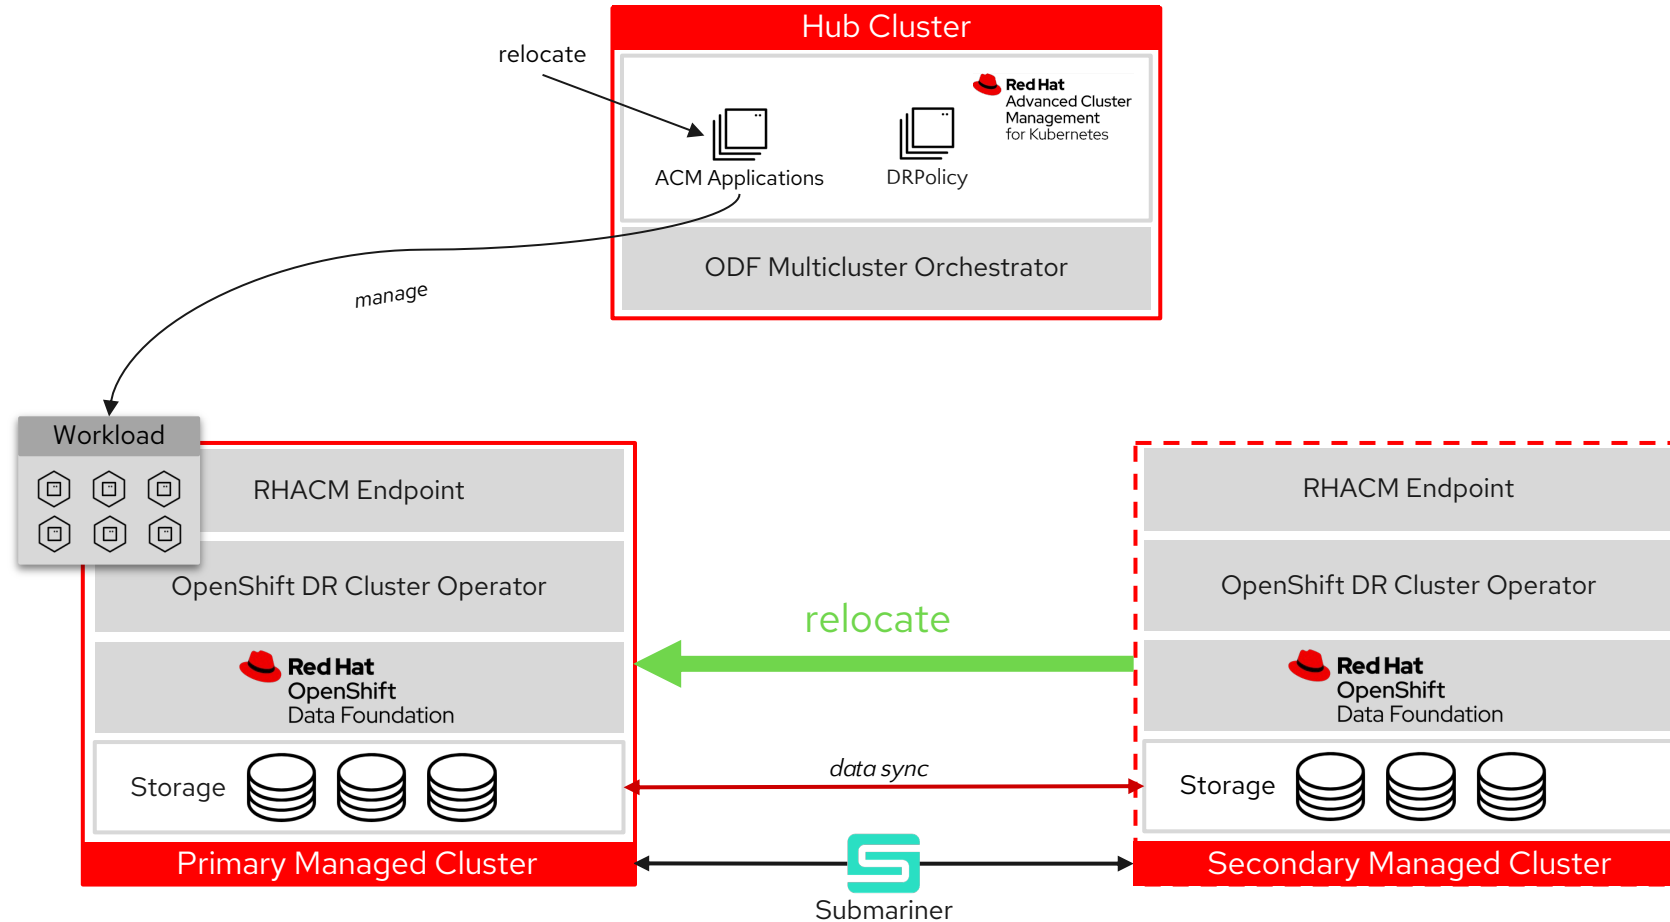 Hub Cluster
relocate
Red Hat
Advanced Cluster
Management
for Kubernetes
ACM Applications
DRPolicy
ODF Multicluster Orchestrator
manage
Workload
RHACM Endpoint
OpenShift DR Cluster Operator
Red Hat
OpenShift
Data Foundation
Storage
Primary Managed Cluster
relocate
data sync
Submariner
RHACM Endpoint
OpenShift DR Cluster Operator
Red Hat
OpenShift
Data Foundation
Storage
Secondary Managed Cluster